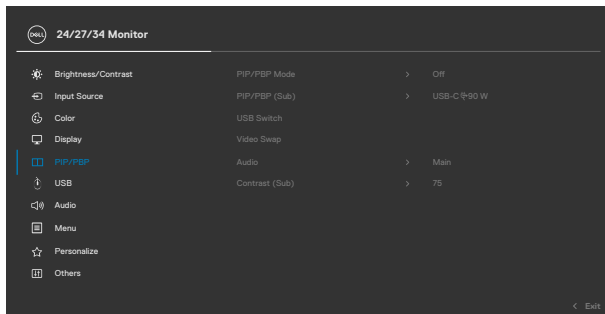 DELL 24/27/34 Monitor
Brightness/Contrast PIP/PBP Mode > Off
Input Source PIP/PBP (Sub) > USB-C 90 W
Color USB Switch
Display Video Swap
PIP/PBP Audio > Main
USB Contrast (Sub) > 75
Audio
Menu
Personalize
Others
< Exit